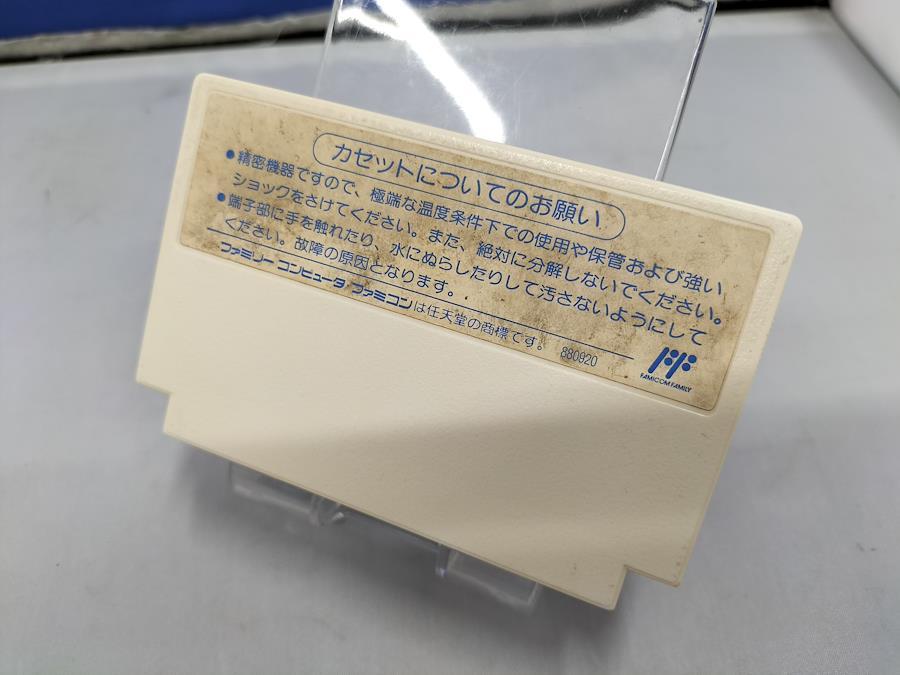 カセットについてのお願い
●精密機器ですので、極端な温度条件下での使用や保管および強い
ショックをさけてください。また、絶対に分解しないでください。
●端子部に手を触れたり、水にぬらしたりして汚さないようにして
ください。故障の原因となります。
ファミリーコンピュータ・ファミコンは任天堂の商標です。 880920
FAMICOM FAMILY